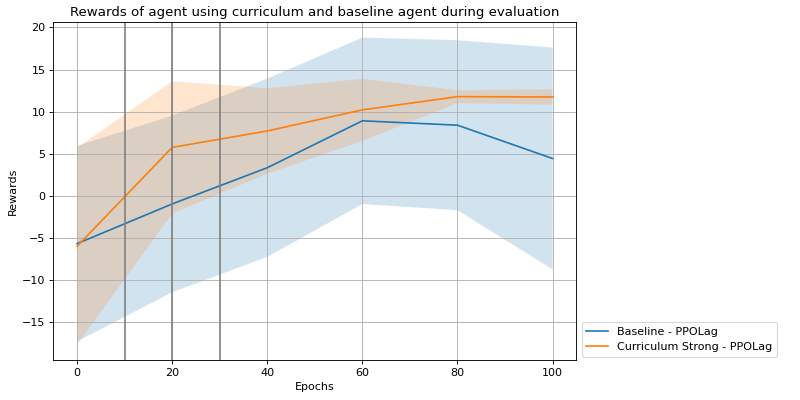 Rewards of agent using curriculum and baseline agent during evaluation
20
15
10
5
0
−5
−10
−15
Rewards
0 20 40 60 80 100
Epochs
Baseline - PPOLag
Curriculum Strong - PPOLag